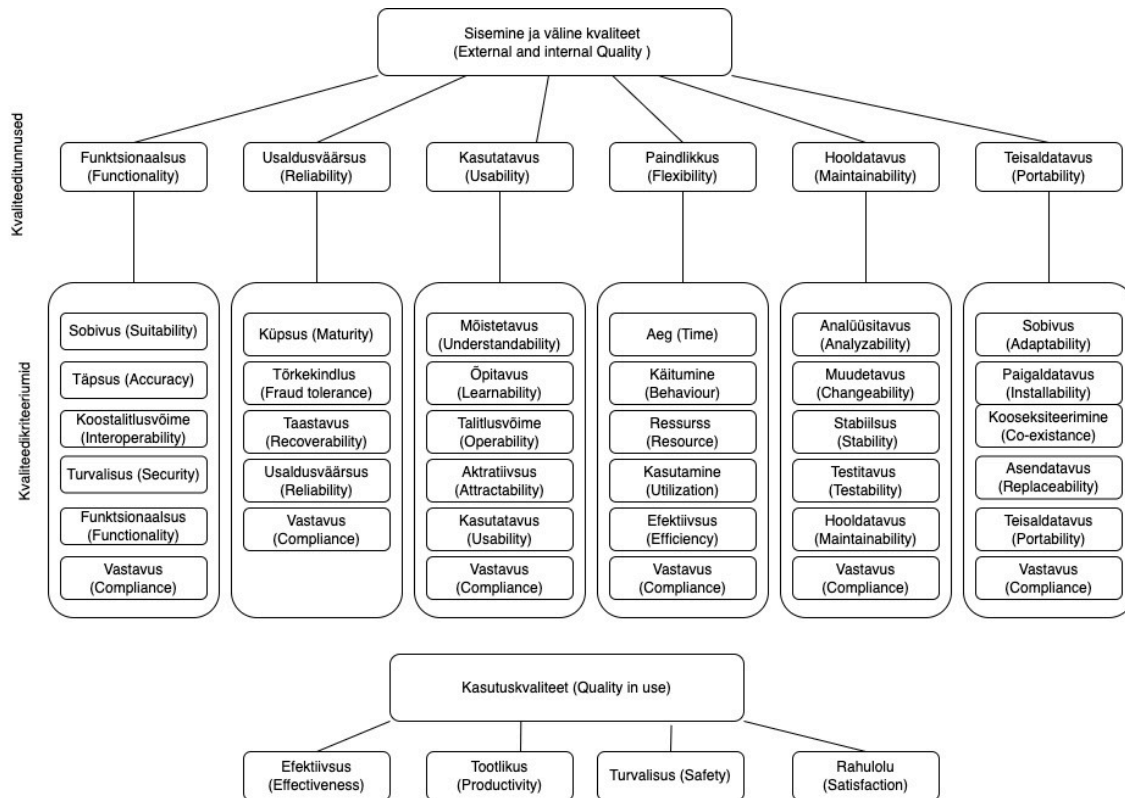 Sisemine ja väline kvaliteet
(External and internal Quality )
Kvaliteeditunnused
Funktsionaalsus
(Functionality)
Usaldusväärsus
(Reliability)
Kasutatavus
(Usability)
Paindlikkus
(Flexibility)
Hooldatavus
(Maintainability)
Teisaldatavus
(Portability)
Kvaliteedikriteeriumid
Sobivus (Suitability)
Täpsus (Accuracy)
Koostalitlusvõime
(Interoperability)
Turvalisus (Security)
Funktsionaalsus
(Functionality)
Vastavus
(Compliance)
Küpsus (Maturity)
Tõrkekindlus
(Fraud tolerance)
Taastavus
(Recoverability)
Usaldusväärsus
(Reliability)
Vastavus
(Compliance)
Mõistetavus
(Understandability)
Õpitavus
(Learnability)
Talitlusvõime
(Operability)
Aktratiivsus
(Attractability)
Kasutatavus
(Usability)
Vastavus
(Compliance)
Aeg (Time)
Käitumine
(Behaviour)
Ressurss
(Resource)
Kasutamine
(Utilization)
Efektiivsus
(Efficiency)
Vastavus
(Compliance)
Analüüsitavus
(Analyzability)
Muudetavus
(Changeability)
Stabiilsus
(Stability)
Testitavus
(Testability)
Hooldatavus
(Maintainability)
Vastavus
(Compliance)
Sobivus
(Adaptability)
Paigaldatavus
(Installability)
Kooseksiteerimine
(Co-existance)
Asendatavus
(Replaceability)
Teisaldatavus
(Portability)
Vastavus
(Compliance)
Kasutuskvaliteet (Quality in use)
Efektiivsus
(Effectiveness)
Tootlikus
(Productivity)
Turvalisus (Safety)
Rahulolu
(Satisfaction)